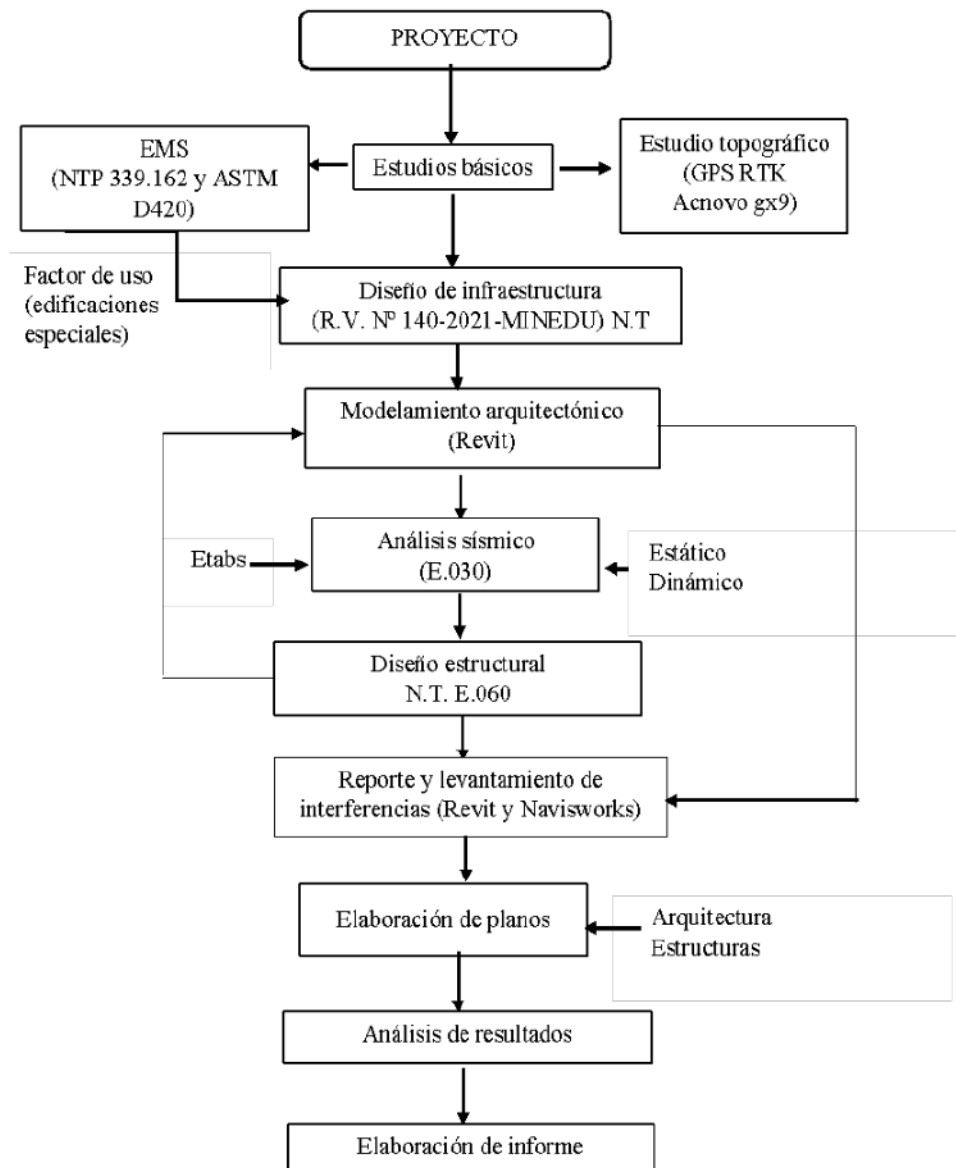 PROYECTO
EMS
(NTP 339.162 y ASTM
D420)
Estudios básicos
Estudio topográfico
(GPS RTK
Acnovo gx9)
Factor de uso
(edificaciones
especiales)
Diseño de infraestructura
(R.V. Nº 140-2021-MINEDU) N.T
Modelamiento arquitectónico
(Revit)
Etabs
Análisis sísmico
(E.030)
Estático
Dinámico
Diseño estructural
N.T. E.060
Reporte y levantamiento de
interferencias (Revit y Navisworks)
Elaboración de planos
Arquitectura
Estructuras
Análisis de resultados
Elaboración de informe